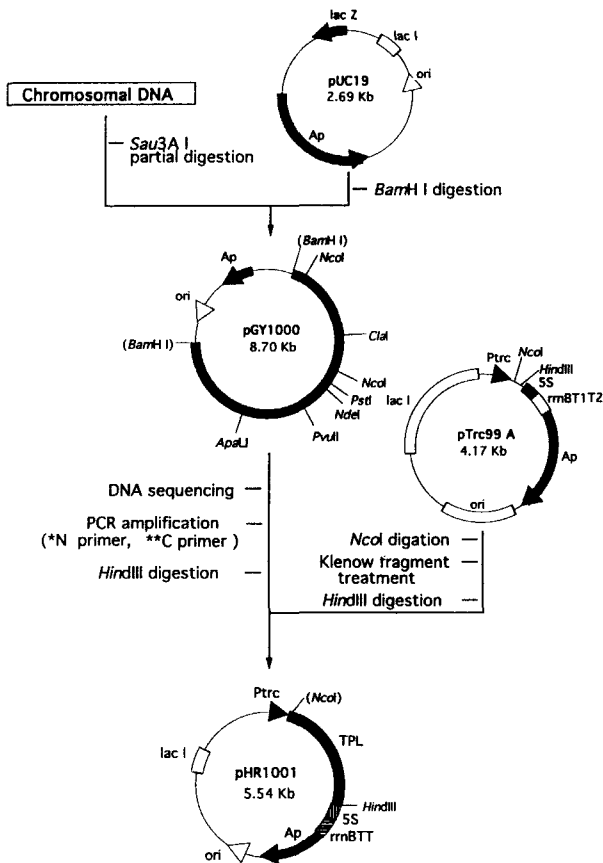 lac Z
lac I
pUC19
2.69 Kb
ori
Ap
Chromosomal DNA
Sau3A I
partial digestion
BamH I digestion
(BamH I)
NcoI
Ap
ori
pGY1000
8.70 Kb
ClaI
(BamH I)
NcoI
PstI
NdeI
PvuII
ApaLI
Ptrc
NcoI
HindIII
5S
rrnBT1T2
lac I
pTrc99 A
4.17 Kb
Ap
ori
DNA sequencing
PCR amplification
(*N primer, **C primer )
HindIII digestion
NcoI digation
Klenow fragment
treatment
HindIII digestion
Ptrc
(NcoI)
TPL
lac I
pHR1001
5.54 Kb
HindIII
5S
rrnBTT
Ap
ori